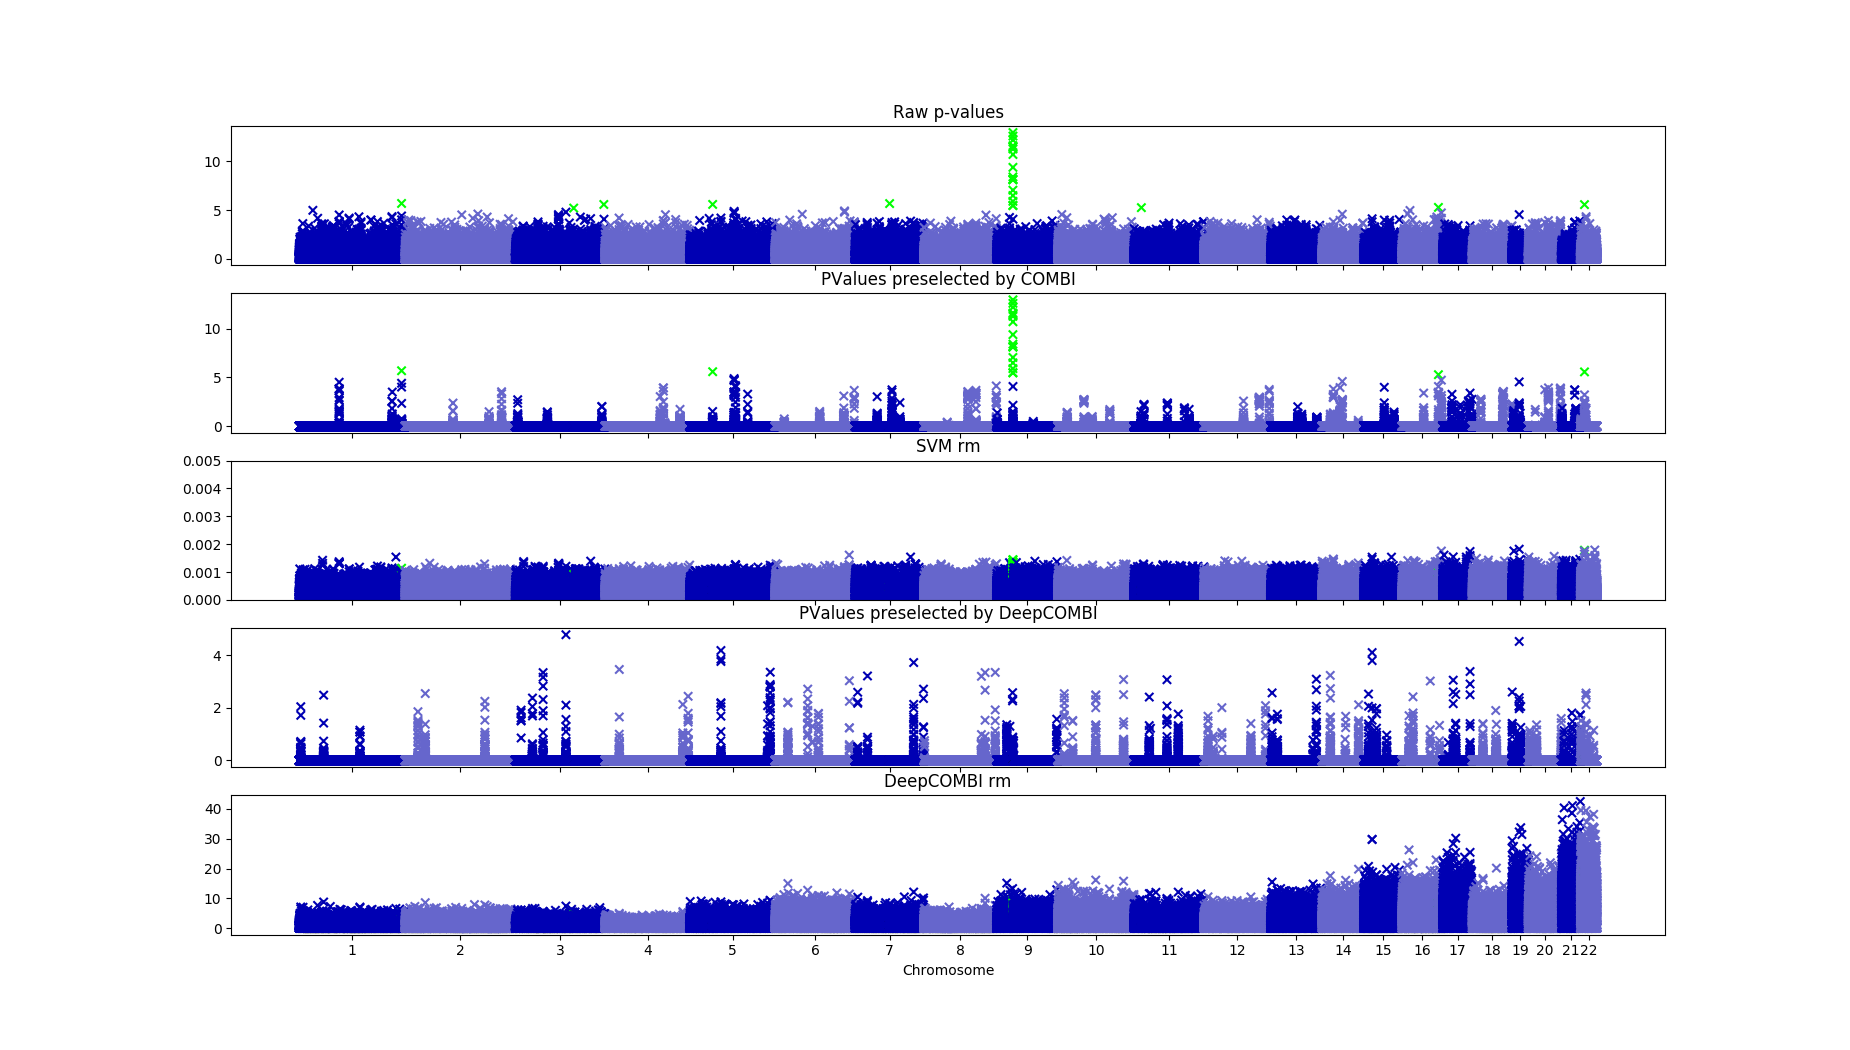 Raw p-values
10
5
0
PValues preselected by COMBI
10
5
0
SVM rm
0.005
0.004
0.003
0.002
0.001
0.000
PValues preselected by DeepCOMBI
4
2
0
DeepCOMBI rm
40
30
20
10
0
1 2 3 4 5 6 7 8 9 10 11 12 13 14 15 16 17 18 19 20 21 22
Chromosome